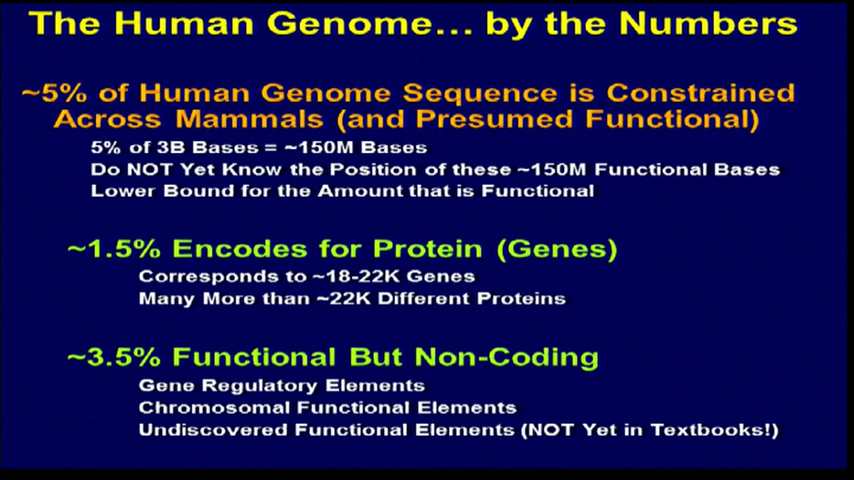 The Human Genome... by the Numbers
~5% of Human Genome Sequence is Constrained
Across Mammals (and Presumed Functional)
5% of 3B Bases = ~150M Bases
Do NOT Yet Know the Position of these ~150M Functional Bases
Lower Bound for the Amount that is Functional
~1.5% Encodes for Protein (Genes)
Corresponds to ~18-22K Genes
Many More than ~22K Different Proteins
~3.5% Functional But Non-Coding
Gene Regulatory Elements
Chromosomal Functional Elements
Undiscovered Functional Elements (NOT Yet in Textbooks!)